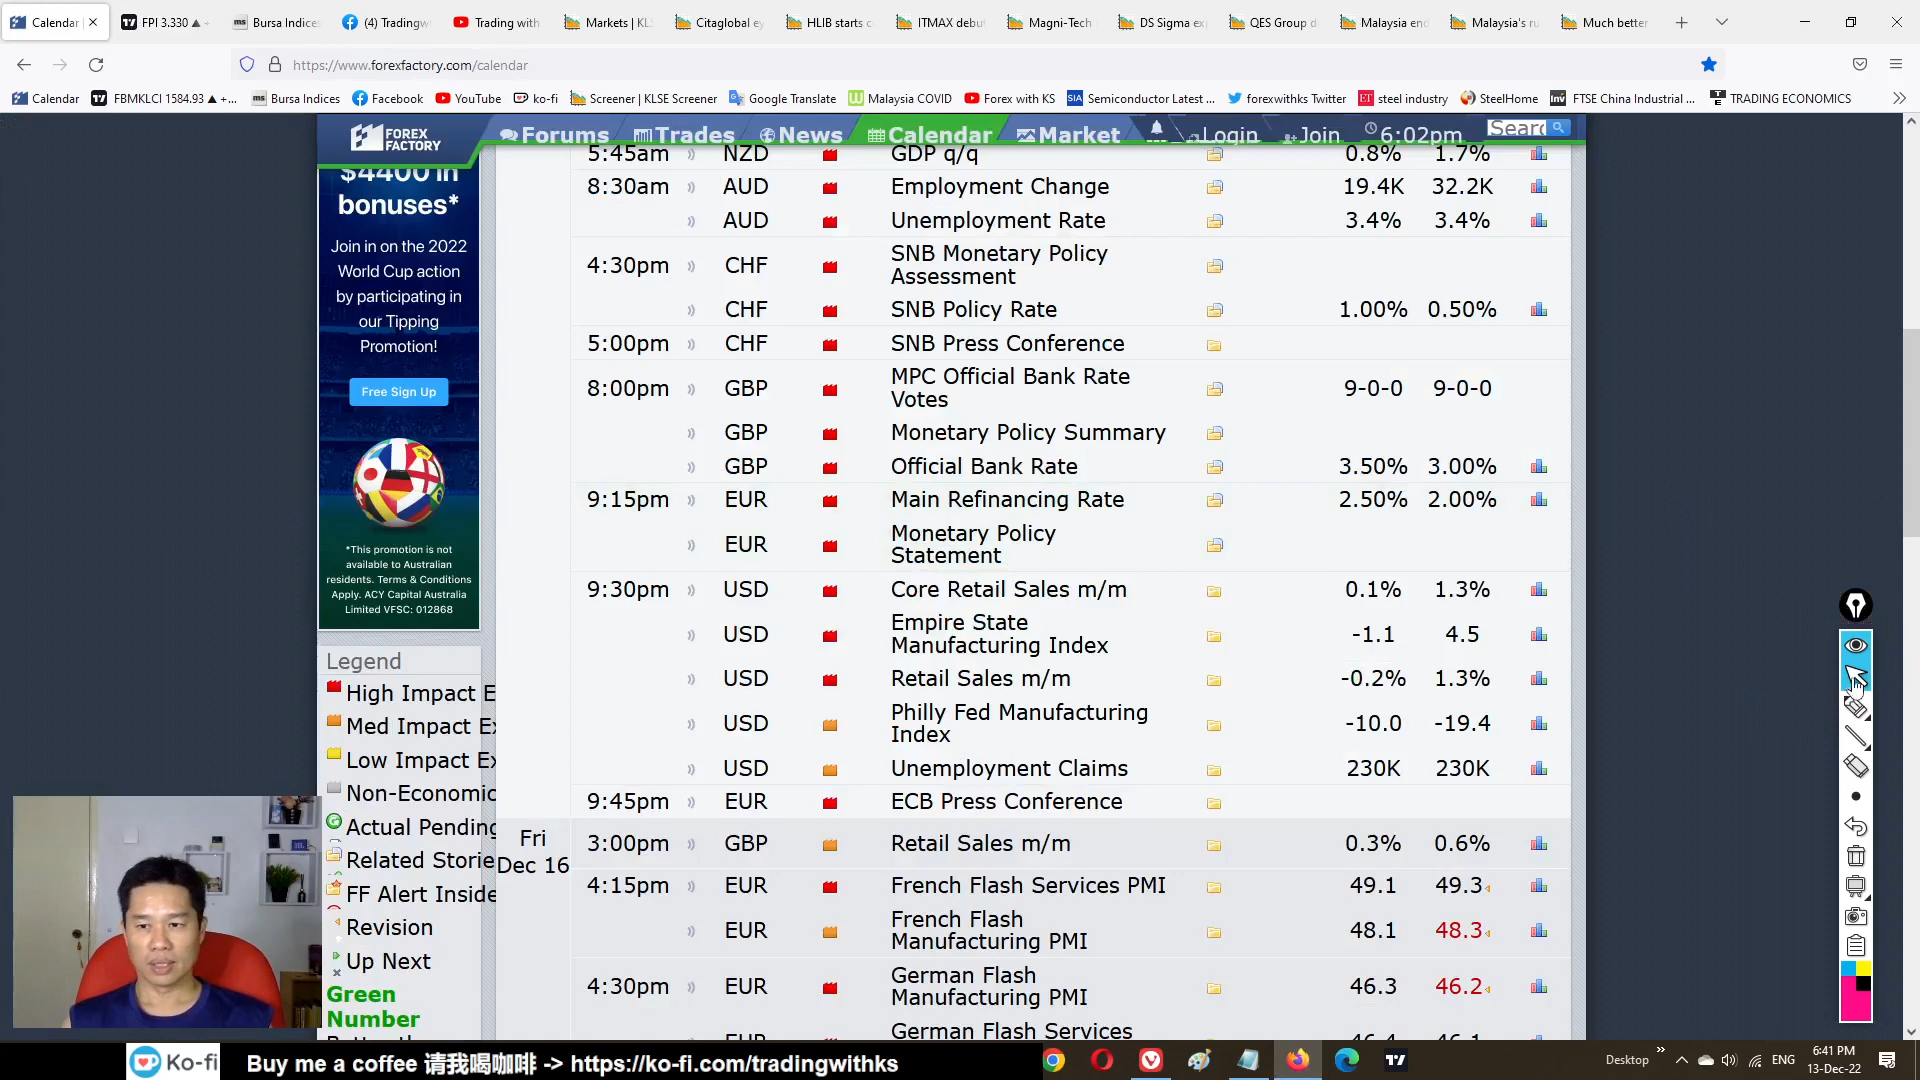 Calendar
FPI 3.330 ▲
Bursa Indices
(4) Tradingw
Trading with
Markets | KL
Citaglobal ey
HLIB starts c
ITMAX debu
Magni-Tech
DS Sigma ex
QES Group d
Malaysia end
Malaysia's ru
Much better
https://www.forexfactory.com/calendar
Calendar
FBMKLCI 1584.93 ▲ +...
Bursa Indices
Facebook
YouTube
ko-fi
Screener | KLSE Screener
Google Translate
Malaysia COVID
Forex with KS
Semiconductor Latest ...
forexwithks Twitter
steel industry
SteelHome
FTSE China Industrial ...
TRADING ECONOMICS
FOREX FACTORY
Forums
Trades
News
Calendar
Market
Login
Join
6:02pm
Searc
$4400 in
bonuses*
Join in on the 2022
World Cup action
by participating in
our Tipping
Promotion!
Free Sign Up
*This promotion is not
available to Australian
residents. Terms & Conditions
Apply. ACY Capital Australia
Limited VFSC: 012868
Legend
High Impact E
Med Impact Ex
Low Impact Ex
Non-Economic
Actual Pending
Related Storie
FF Alert Inside
Revision
Up Next
Green
Number
5:45am NZD GDP q/q 0.8% 1.7%
8:30am AUD Employment Change 19.4K 32.2K
AUD Unemployment Rate 3.4% 3.4%
4:30pm CHF SNB Monetary Policy
Assessment
CHF SNB Policy Rate 1.00% 0.50%
5:00pm CHF SNB Press Conference
8:00pm GBP MPC Official Bank Rate
Votes 9-0-0 9-0-0
GBP Monetary Policy Summary
GBP Official Bank Rate 3.50% 3.00%
9:15pm EUR Main Refinancing Rate 2.50% 2.00%
EUR Monetary Policy
Statement
9:30pm USD Core Retail Sales m/m 0.1% 1.3%
USD Empire State
Manufacturing Index -1.1 4.5
USD Retail Sales m/m -0.2% 1.3%
USD Philly Fed Manufacturing
Index -10.0 -19.4
USD Unemployment Claims 230K 230K
9:45pm EUR ECB Press Conference
Fri
Dec 16
3:00pm GBP Retail Sales m/m 0.3% 0.6%
4:15pm EUR French Flash Services PMI 49.1 49.3
EUR French Flash
Manufacturing PMI 48.1 48.3
4:30pm EUR German Flash
Manufacturing PMI 46.3 46.2
EUR German Flash Services 46.4 46.1
Ko-fi
Buy me a coffee 请我喝咖啡 -> https://ko-fi.com/tradingwithks
Desktop
ENG
6:41 PM
13-Dec-22